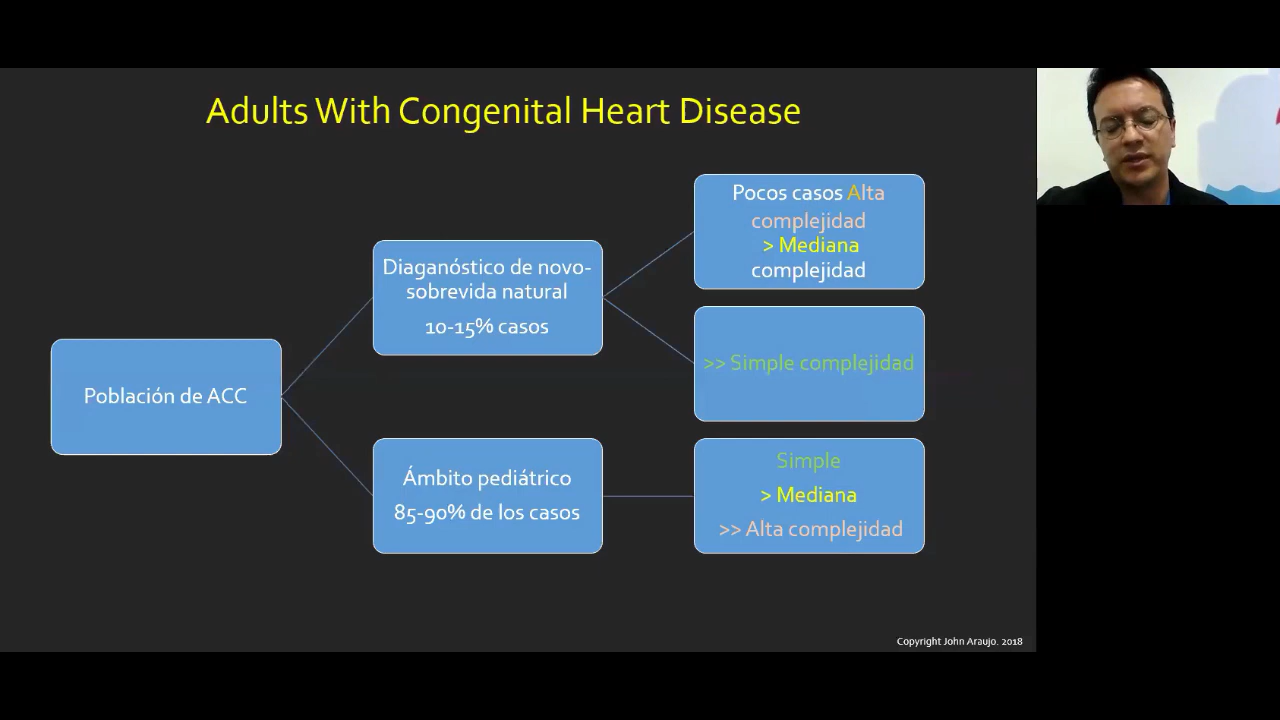 Adults With Congenital Heart Disease
Pocos casos Alta
complejidad
> Mediana
complejidad
Diaganóstico de novo-
sobrevida natural
10-15% casos
>> Simple complejidad
Población de ACC
Ámbito pediátrico
85-90% de los casos
Simple
> Mediana
>> Alta complejidad
Copyright John Araujo. 2018